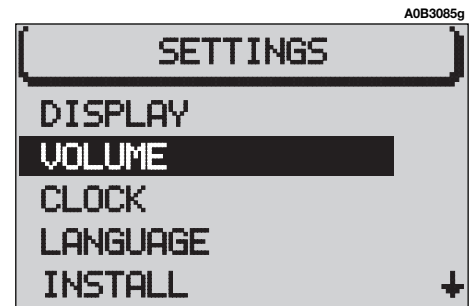 A0B3085g
SETTINGS
DISPLAY
VOLUME
CLOCK
LANGUAGE
INSTALL